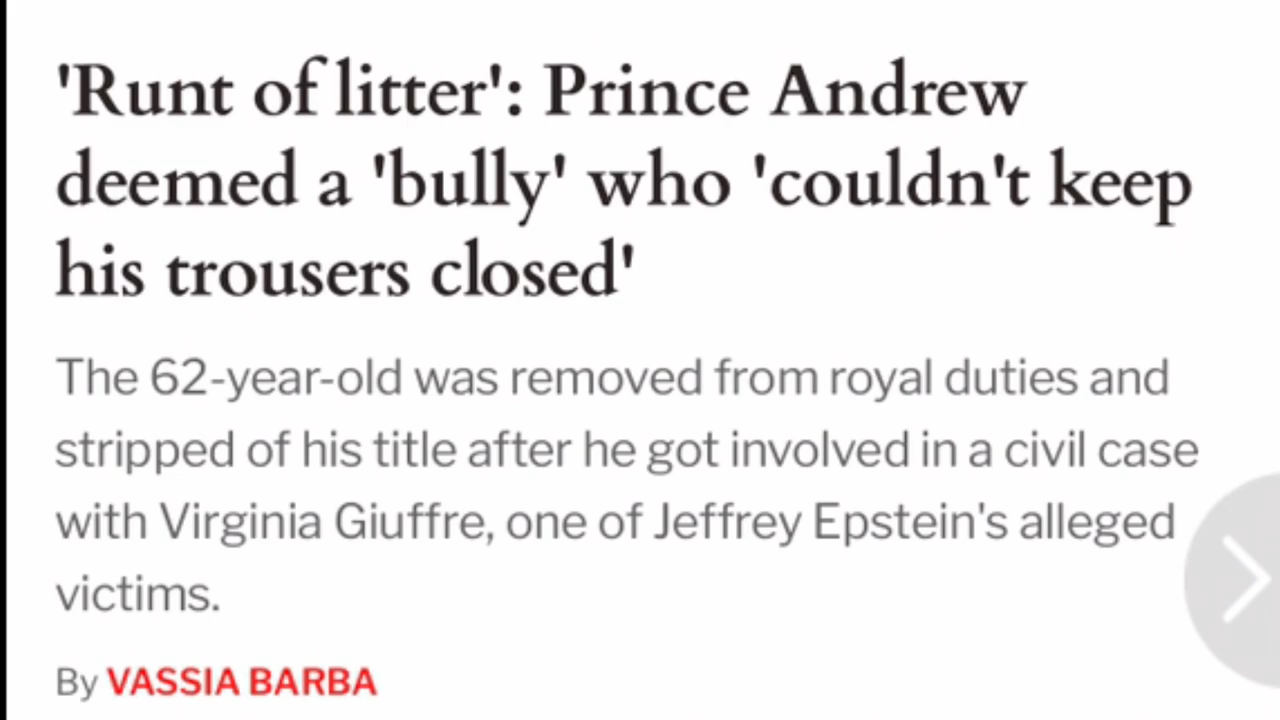 'Runt of litter': Prince Andrew
deemed a 'bully' who 'couldn't keep
his trousers closed'
The 62-year-old was removed from royal duties and
stripped of his title after he got involved in a civil case
with Virginia Giuffre, one of Jeffrey Epstein's alleged
victims.
By VASSIA BARBA